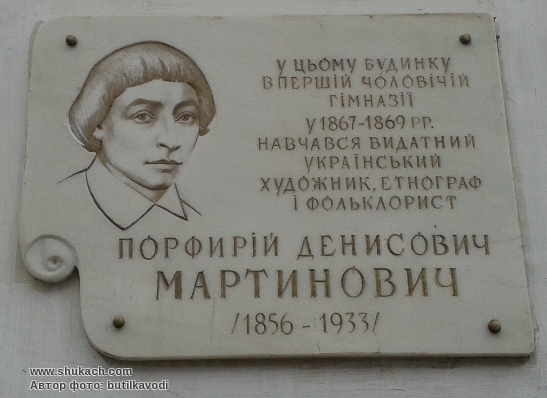 У ЦЬОМУ БУДИНКУ
В ПЕРШІЙ ЧОЛОВІЧІЙ
ГІМНАЗІЇ
У 1867-1869 РР.
НАВЧАВСЯ ВИДАТНИЙ
УКРАЇНСЬКИЙ
ХУДОЖНИК, ЕТНОГРАФ
І ФОЛЬКЛОРИСТ
ПОРФИРІЙ ДЕНИСОВИЧ
МАРТИНОВИЧ
/1856 - 1933/
www.shukach.com
Автор фото: butilkavodi